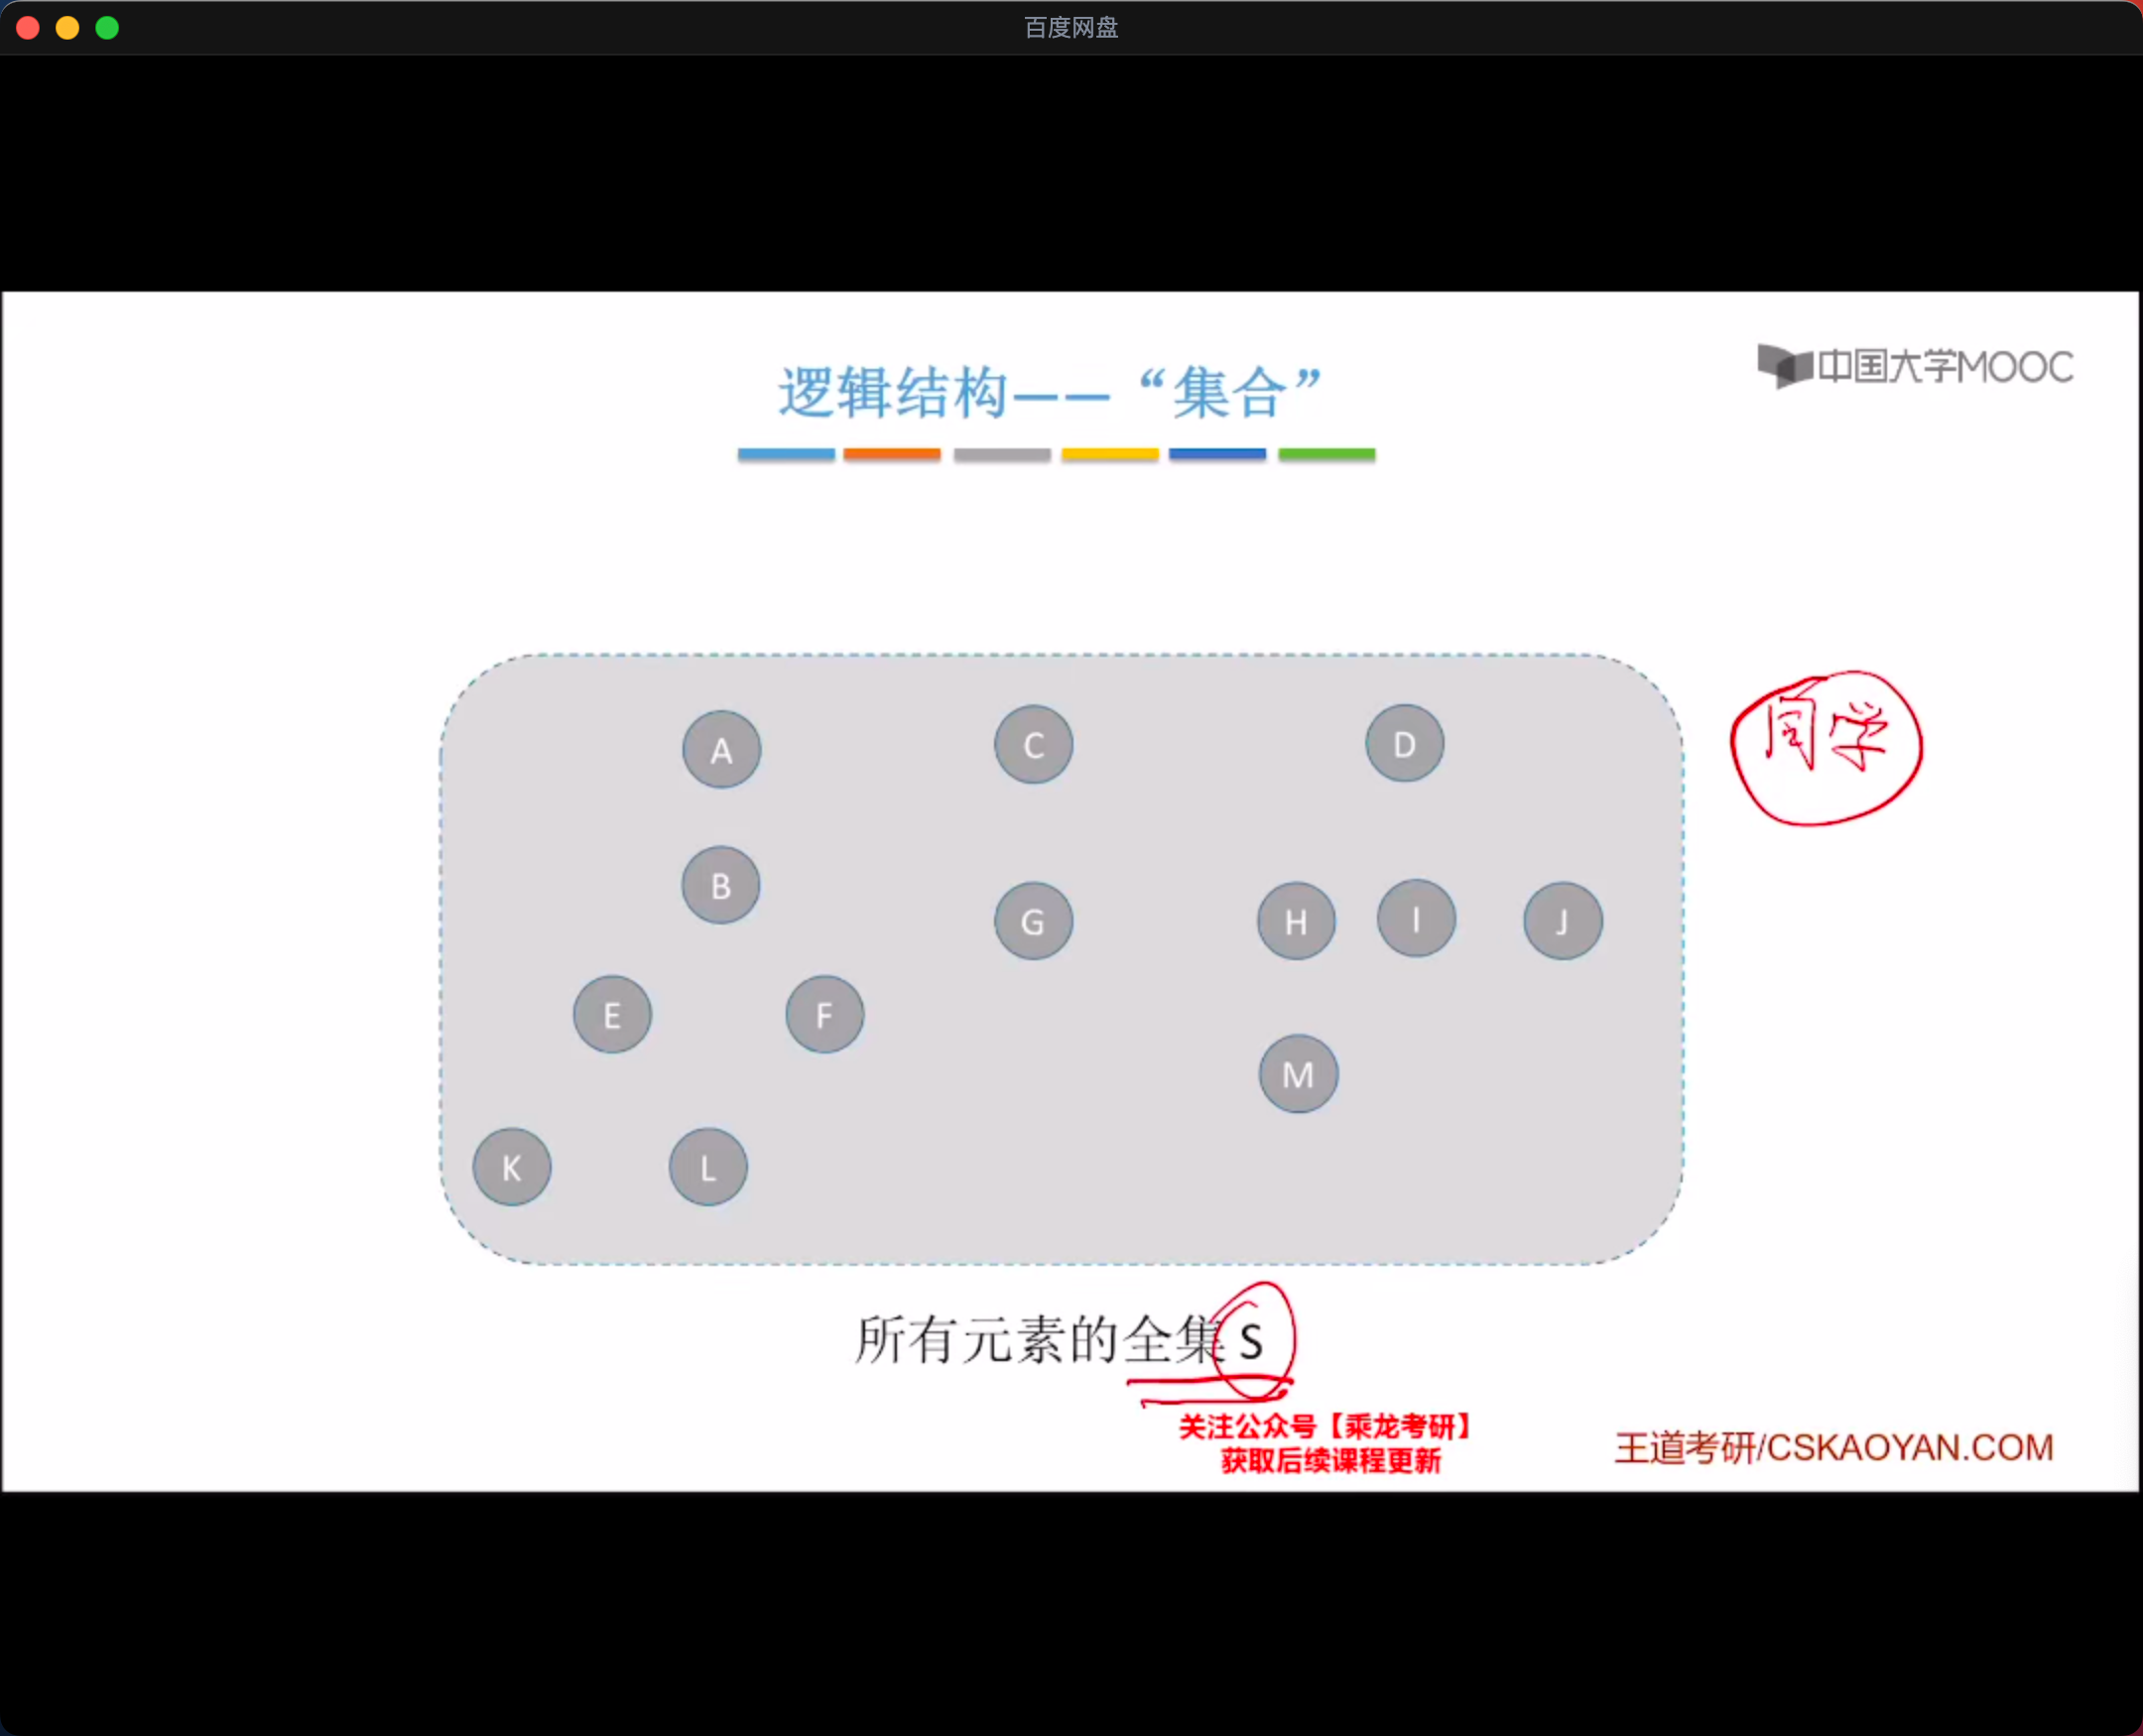 百度网盘
中国大学MOOC
逻辑结构——“集合”
A
C
D
同学
B
G
H
I
J
E
F
M
K
L
所有元素的全集 S
关注公众号【乘龙考研】
获取后续课程更新
王道考研/CSKAOYAN.COM